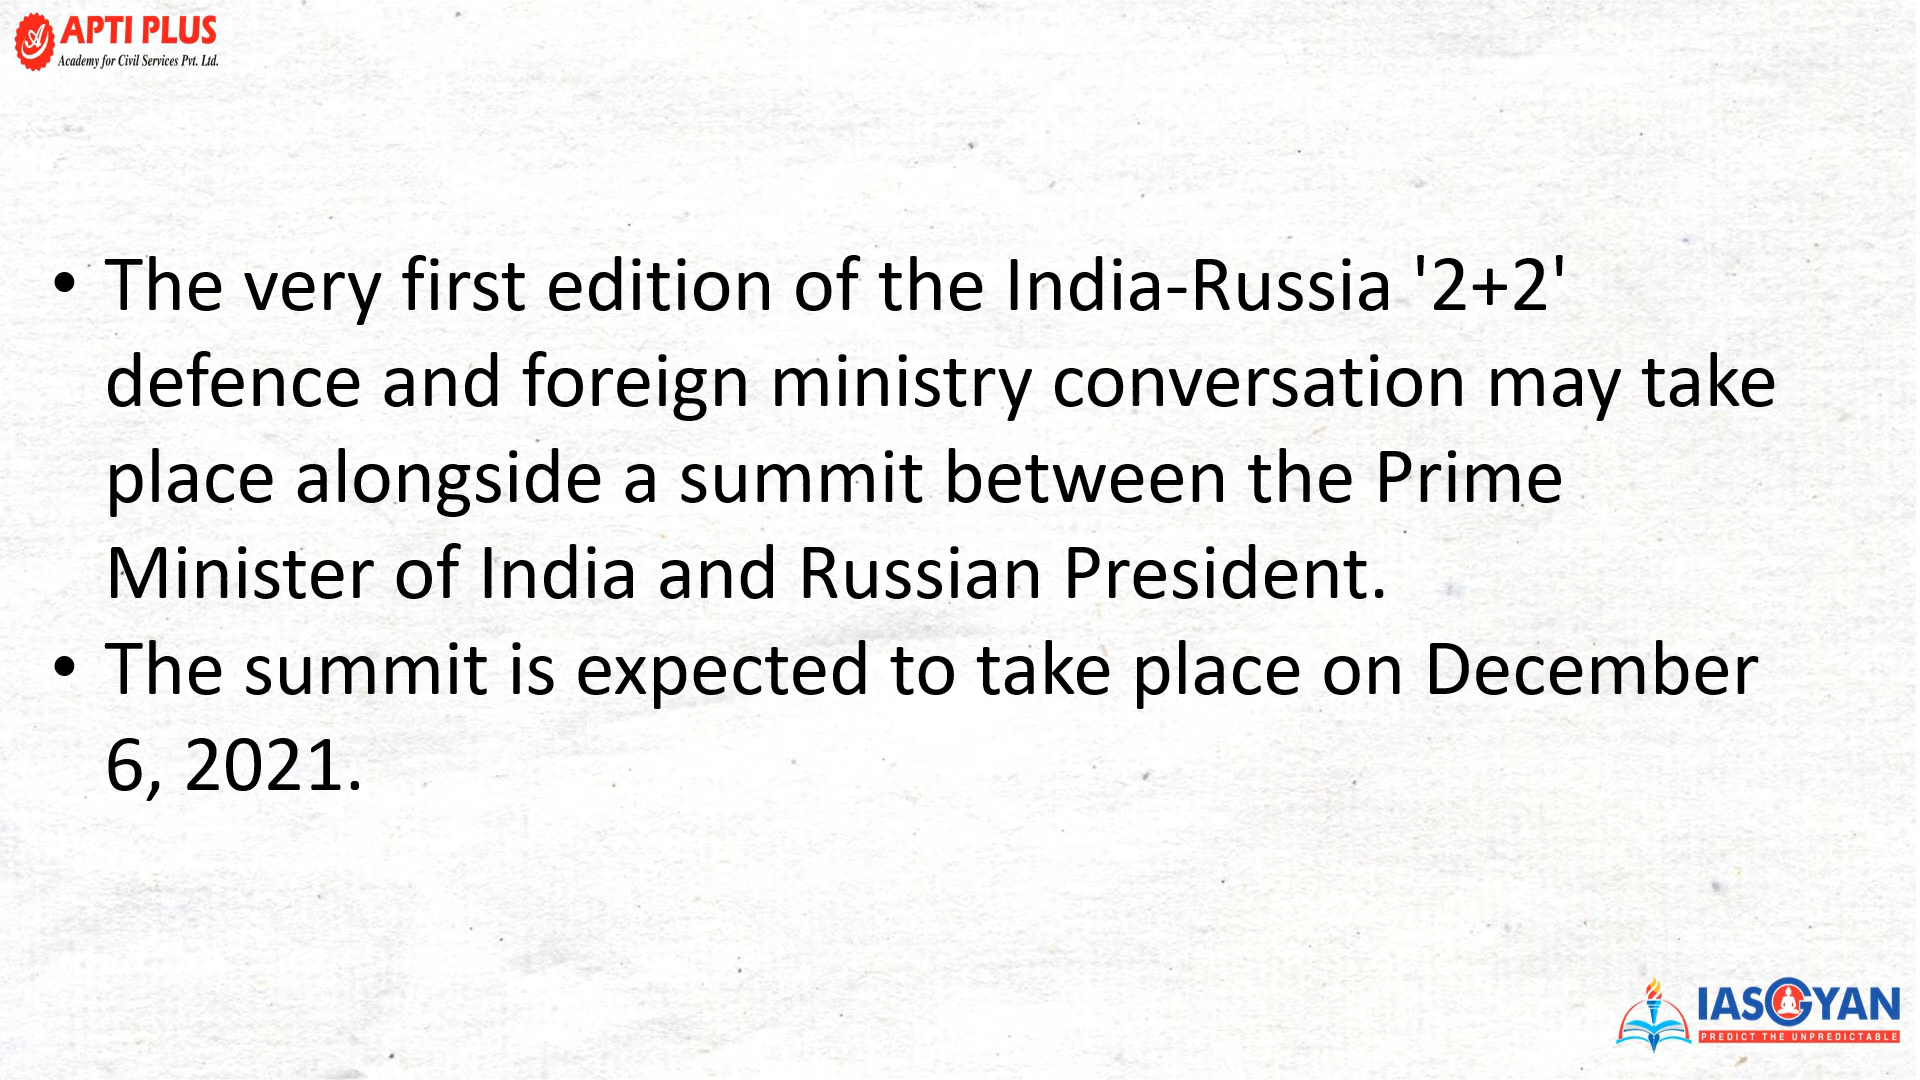 APTI PLUS
Academy for Civil Services Pvt. Ltd.
• The very first edition of the India-Russia '2+2'
defence and foreign ministry conversation may take
place alongside a summit between the Prime
Minister of India and Russian President.
• The summit is expected to take place on December
6, 2021.
IASGYAN
PREDICT THE UNPREDICTABLE